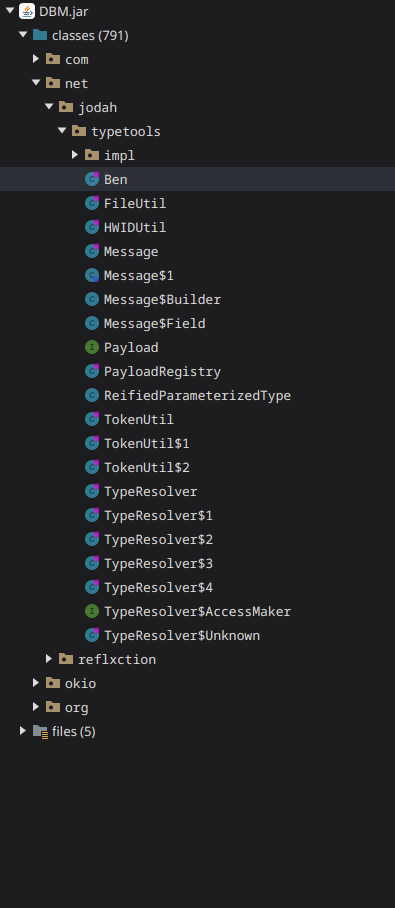 DBM.jar
classes (791)
com
net
jodah
typetools
impl
Ben
FileUtil
HWIDUtil
Message
Message$1
Message$Builder
Message$Field
Payload
PayloadRegistry
ReifiedParameterizedType
TokenUtil
TokenUtil$1
TokenUtil$2
TypeResolver
TypeResolver$1
TypeResolver$2
TypeResolver$3
TypeResolver$4
TypeResolver$AccessMaker
TypeResolver$Unknown
reflxction
okio
org
files (5)